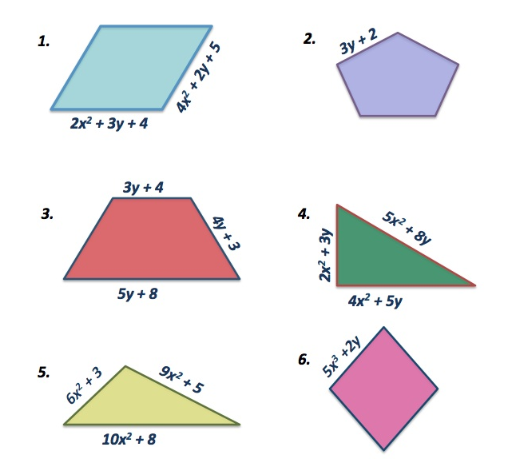 1.
4x² + 2y + 5
2x² + 3y + 4
2.
3y + 2
3.
3y + 4
4y + 3
5y + 8
4.
2x² + 3y
5x² + 8y
4x² + 5y
5.
6x² + 3
9x² + 5
10x² + 8
6.
5x³ +2y